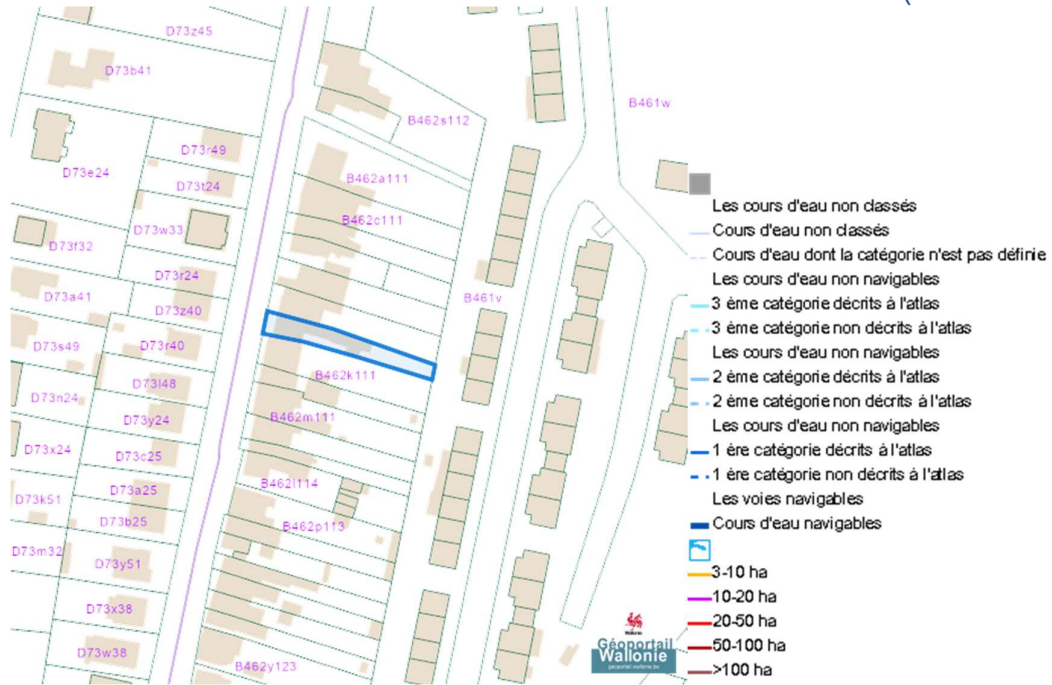 D73z45
D73b41
B461w
B462s112
D73r49
D73e24
D73t24
B462a111
D73w33
B462c111
D73f32
D73r24
D73a41
B461v
D73z40
D73s49
D73r40
B462k111
D73l48
D73n24
D73y24
B462m111
D73x24
D73c25
B462l114
D73a25
D73k51
D73b25
B462p113
D73m32
D73y51
D73x38
D73w38
B462y123
Les cours d'eau non classés
Cours d'eau non classés
Cours d'eau dont la catégorie n'est pas définie
Les cours d'eau non navigables
3 ème catégorie décrits à l'atlas
3 ème catégorie non décrits à l'atlas
Les cours d'eau non navigables
2 ème catégorie décrits à l'atlas
2 ème catégorie non décrits à l'atlas
Les cours d'eau non navigables
1 ère catégorie décrits à l'atlas
1 ère catégorie non décrits à l'atlas
Les voies navigables
Cours d'eau navigables
3-10 ha
10-20 ha
20-50 ha
50-100 ha
>100 ha
Wallonie
Géoportail
Wallonie
geoportail.wallonie.be